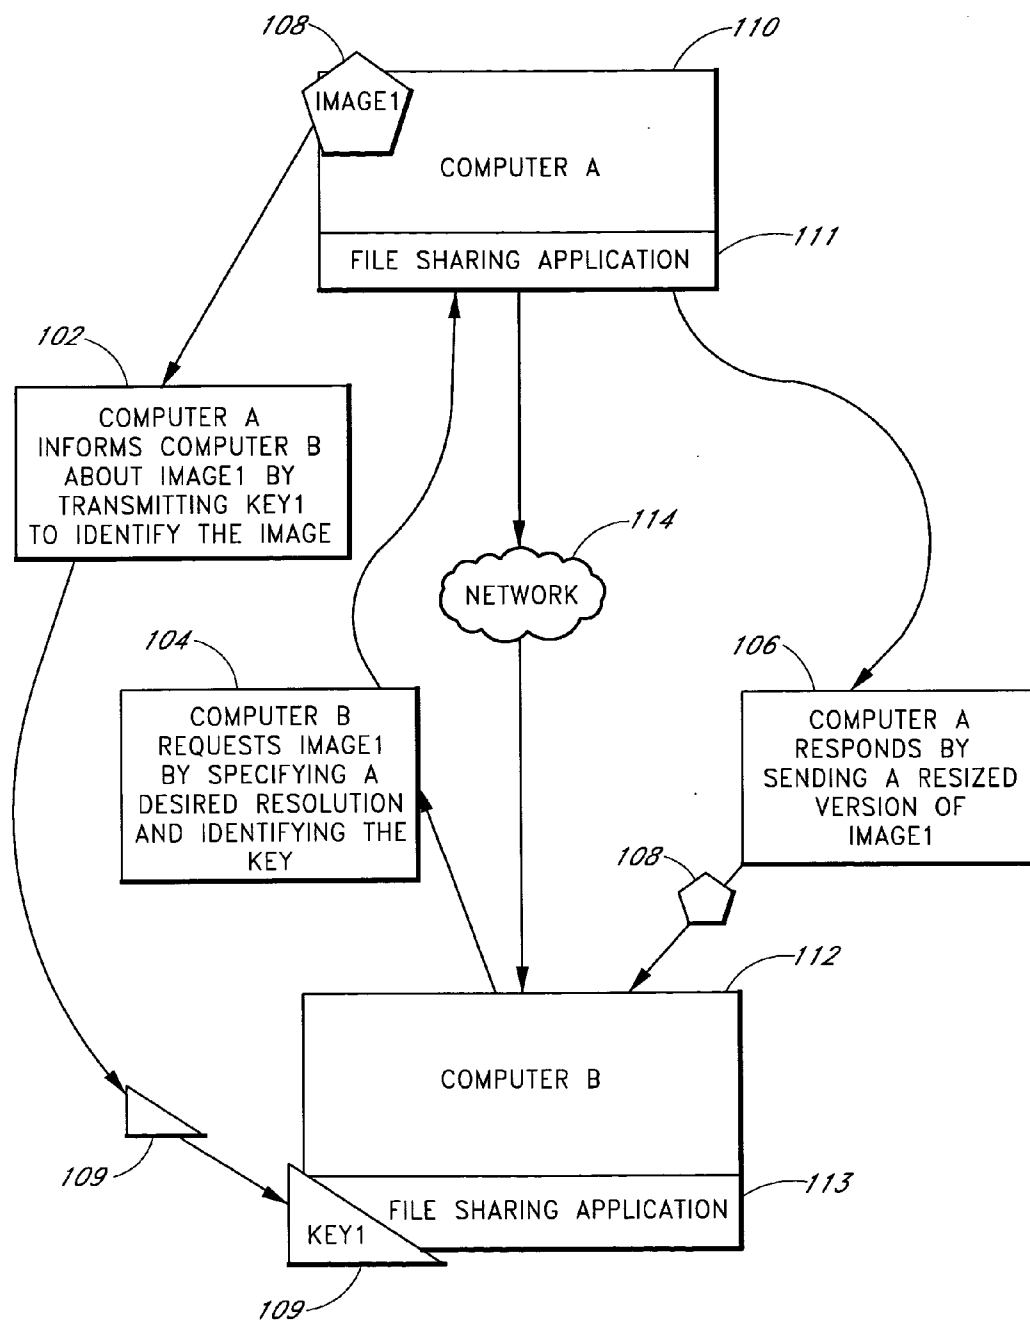 108
110
IMAGE1
COMPUTER A
111
FILE SHARING APPLICATION
102
COMPUTER A
INFORMS COMPUTER B
ABOUT IMAGE1 BY
TRANSMITTING KEY1
TO IDENTIFY THE IMAGE
114
NETWORK
104
COMPUTER B
REQUESTS IMAGE1
BY SPECIFYING A
DESIRED RESOLUTION
AND IDENTIFYING THE
KEY
106
COMPUTER A
RESPONDS BY
SENDING A RESIZED
VERSION OF
IMAGE1
108
112
COMPUTER B
109
113
FILE SHARING APPLICATION
KEY1
109